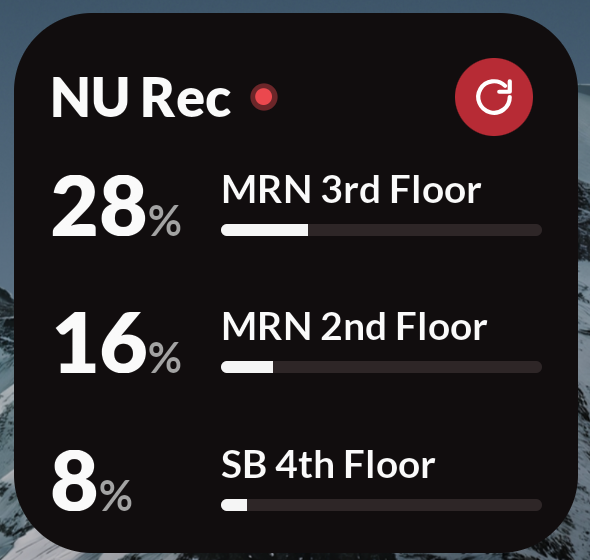 NU Rec
28%
MRN 3rd Floor
16%
MRN 2nd Floor
8%
SB 4th Floor